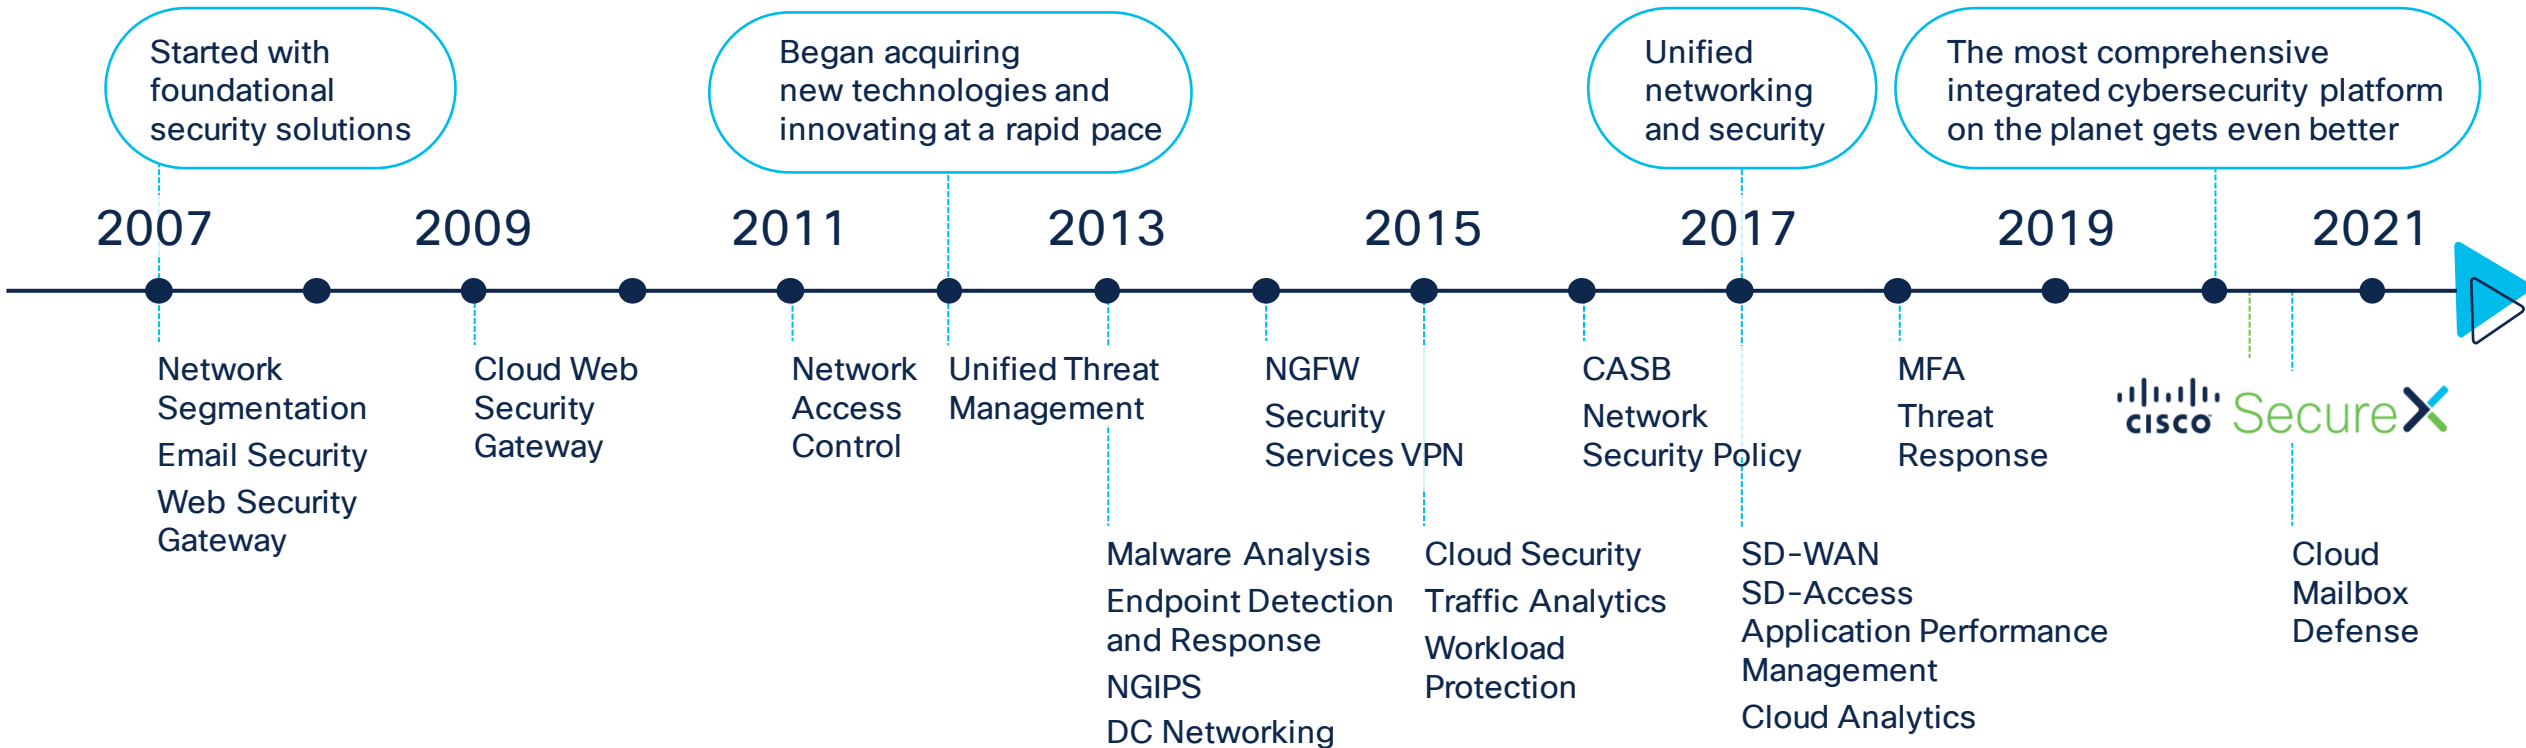 Started with
foundational
security solutions
Began acquiring
new technologies and
innovating at a rapid pace
Unified
networking
and security
The most comprehensive
integrated cybersecurity platform
on the planet gets even better
2007
2009
2011
2013
2015
2017
2019
2021
Network
Segmentation
Email Security
Web Security
Gateway
Cloud Web
Security
Gateway
Network
Access
Control
Unified Threat
Management
Malware Analysis
Endpoint Detection
and Response
NGIPS
DC Networking
NGFW
Security
Services VPN
Cloud Security
Traffic Analytics
Workload
Protection
CASB
Network
Security Policy
SD-WAN
SD-Access
Application Performance
Management
Cloud Analytics
MFA
Threat
Response
CISCO SecureX
Cloud
Mailbox
Defense